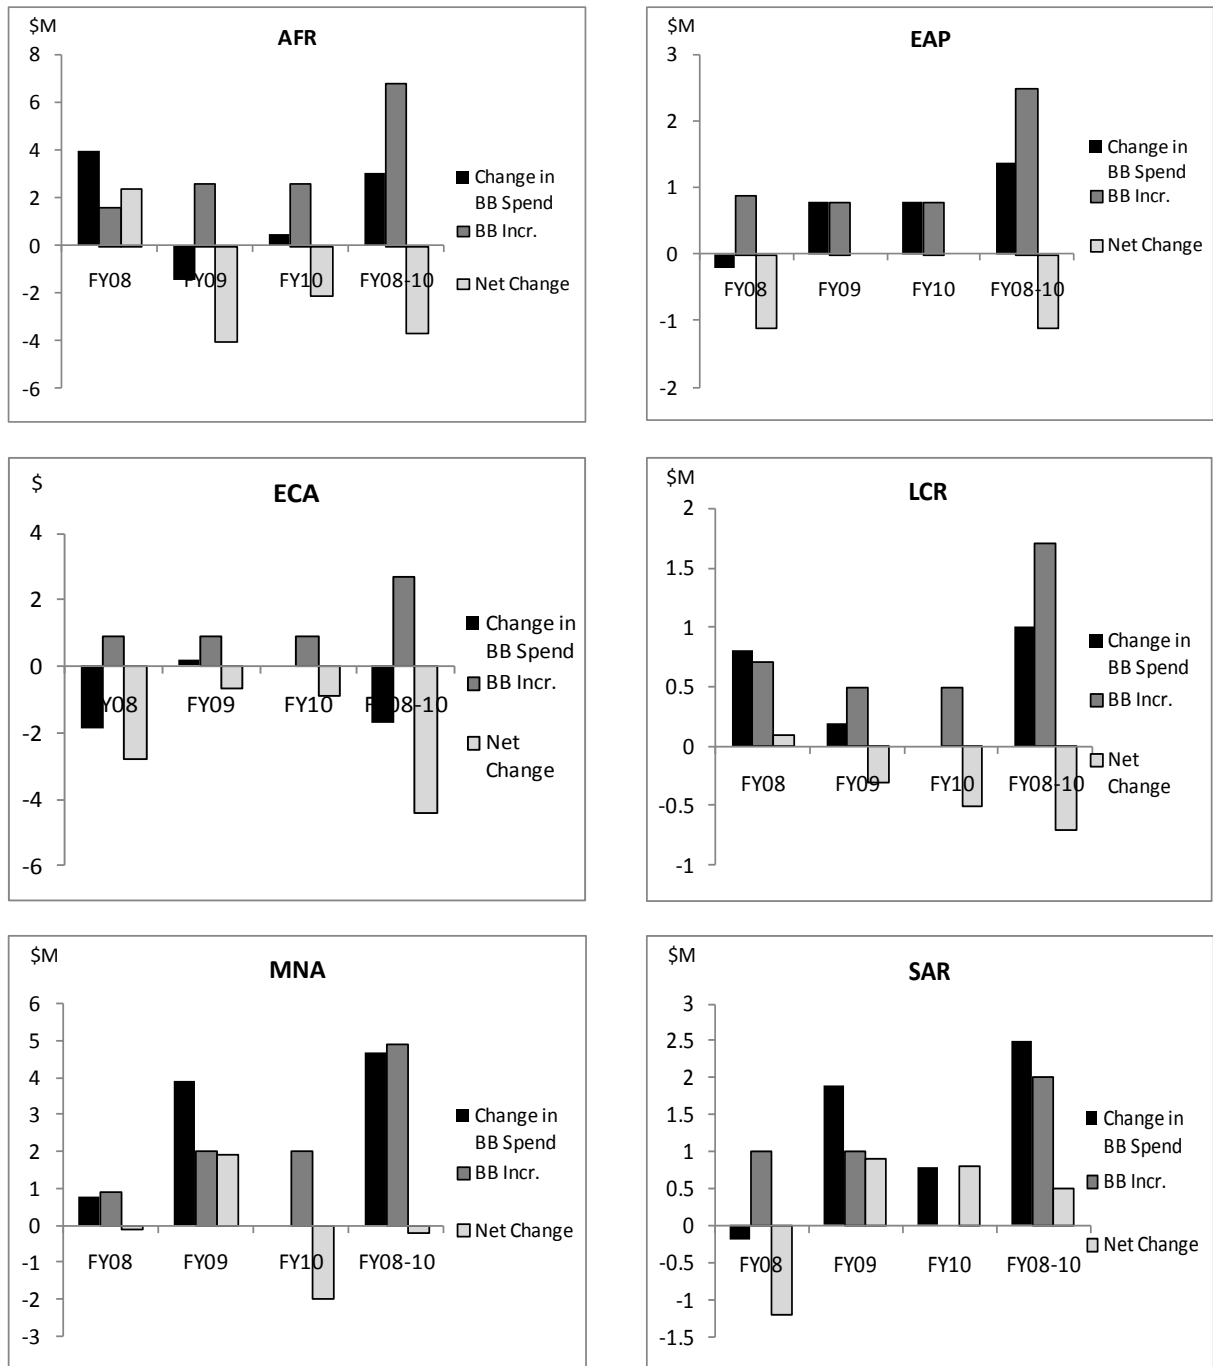 $M
AFR
8
6
4
2
0
-2
-4
-6
FY08
FY09
FY10
FY08-10
Change in
BB Spend
BB Incr.
Net Change
$M
EAP
3
2
1
0
-1
-2
FY08
FY09
FY10
FY08-10
Change in
BB Spend
BB Incr.
Net Change
$
ECA
4
2
0
-2
-4
-6
FY08
FY09
FY10
FY08-10
Change in
BB Spend
BB Incr.
Net
Change
$M
LCR
2
1.5
1
0.5
0
-0.5
-1
FY08
FY09
FY10
FY08-10
Change in
BB Spend
BB Incr.
Net
Change
$M
MNA
6
5
4
3
2
1
0
-1
-2
-3
FY08
FY09
FY10
FY08-10
Change in
BB Spend
BB Incr.
Net Change
$M
SAR
3
2.5
2
1.5
1
0.5
0
-0.5
-1
-1.5
FY08
FY09
FY10
FY08-10
Change in
BB Spend
BB Incr.
Net Change